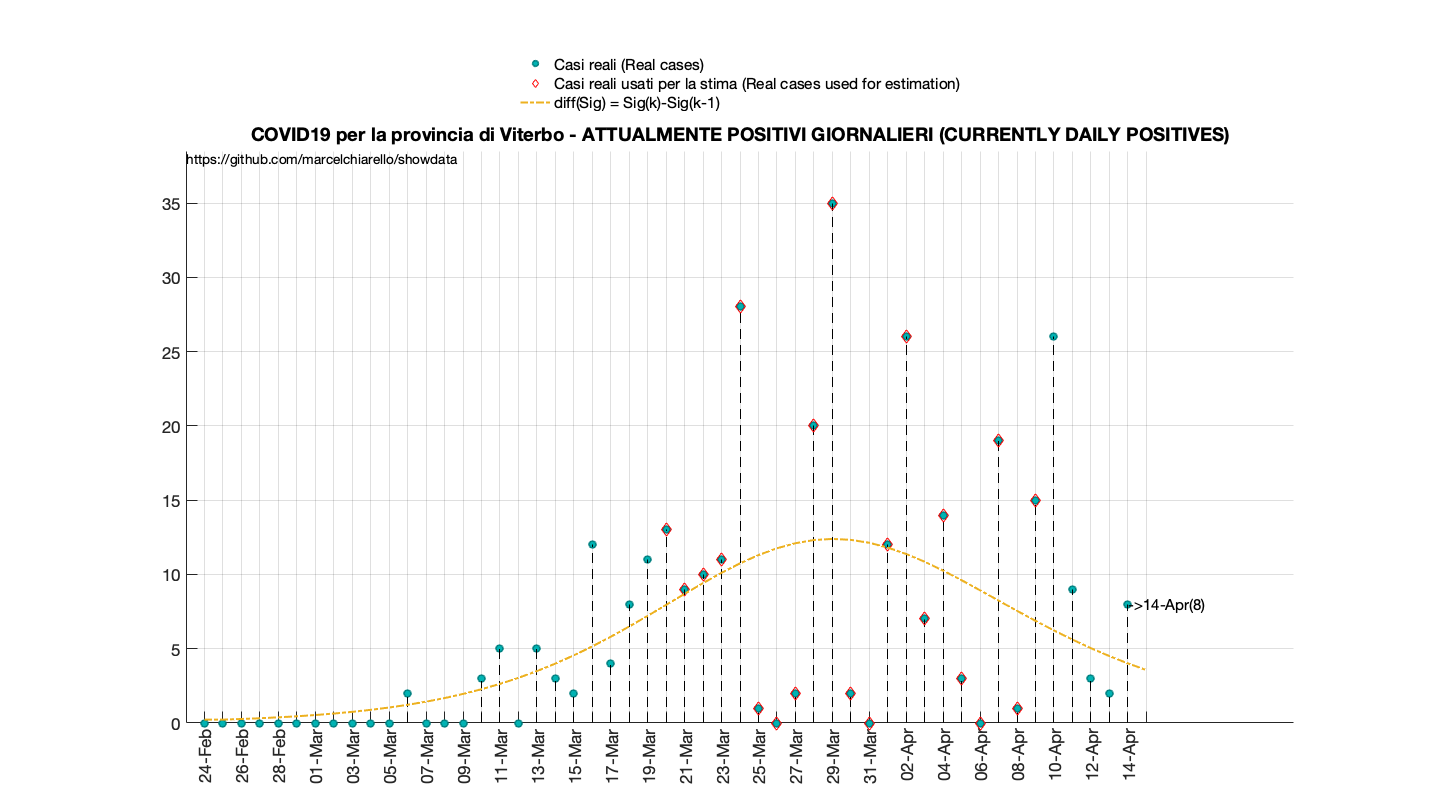 Casi reali (Real cases)
Casi reali usati per la stima (Real cases used for estimation)
diff(Sig) = Sig(k)-Sig(k-1)
COVID19 per la provincia di Viterbo - ATTUALMENTE POSITIVI GIORNALIERI (CURRENTLY DAILY POSITIVES)
https://github.com/marcelchiarello/showdata
35
30
25
20
15
10
5
0
->14-Apr(8)
24-Feb
26-Feb
28-Feb
01-Mar
03-Mar
05-Mar
07-Mar
09-Mar
11-Mar
13-Mar
15-Mar
17-Mar
19-Mar
21-Mar
23-Mar
25-Mar
27-Mar
29-Mar
31-Mar
02-Apr
04-Apr
06-Apr
08-Apr
10-Apr
12-Apr
14-Apr